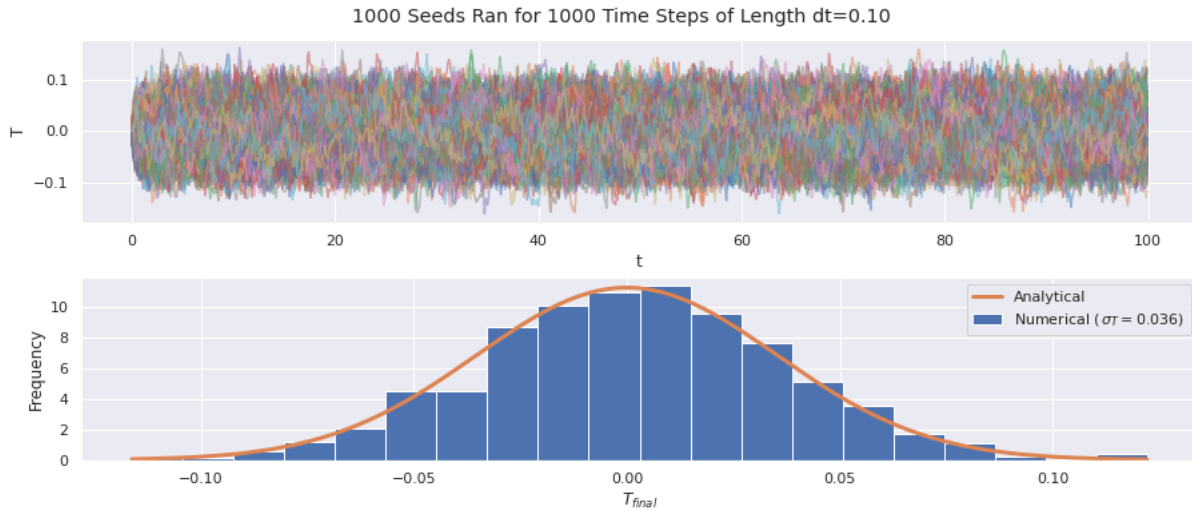 1000 Seeds Ran for 1000 Time Steps of Length dt=0.10
0.1
0.0
−0.1
T
0
20
40
60
80
100
t
10
8
6
4
2
0
Frequency
Analytical
Numerical (σ_T = 0.036)
−0.10
−0.05
0.00
0.05
0.10
T_final